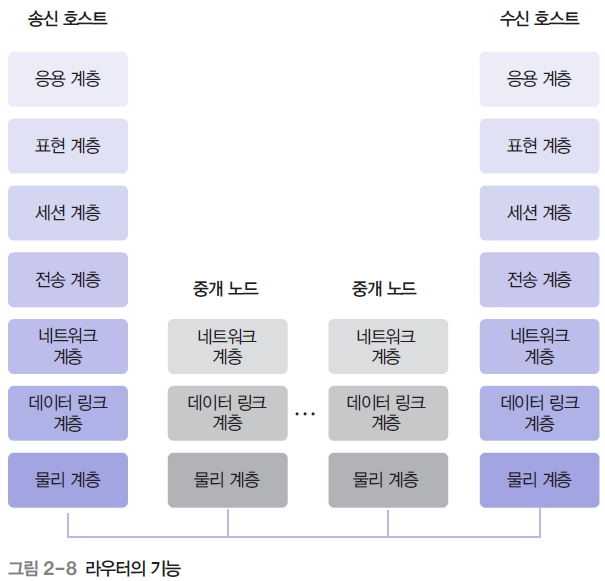 송신 호스트
수신 호스트
응용 계층
응용 계층
표현 계층
표현 계층
세션 계층
세션 계층
전송 계층
중개 노드
중개 노드
전송 계층
네트워크
계층
네트워크
계층
네트워크
계층
네트워크
계층
데이터 링크
계층
데이터 링크
계층
…
데이터 링크
계층
데이터 링크
계층
물리 계층
물리 계층
물리 계층
물리 계층
그림 2-8 라우터의 기능